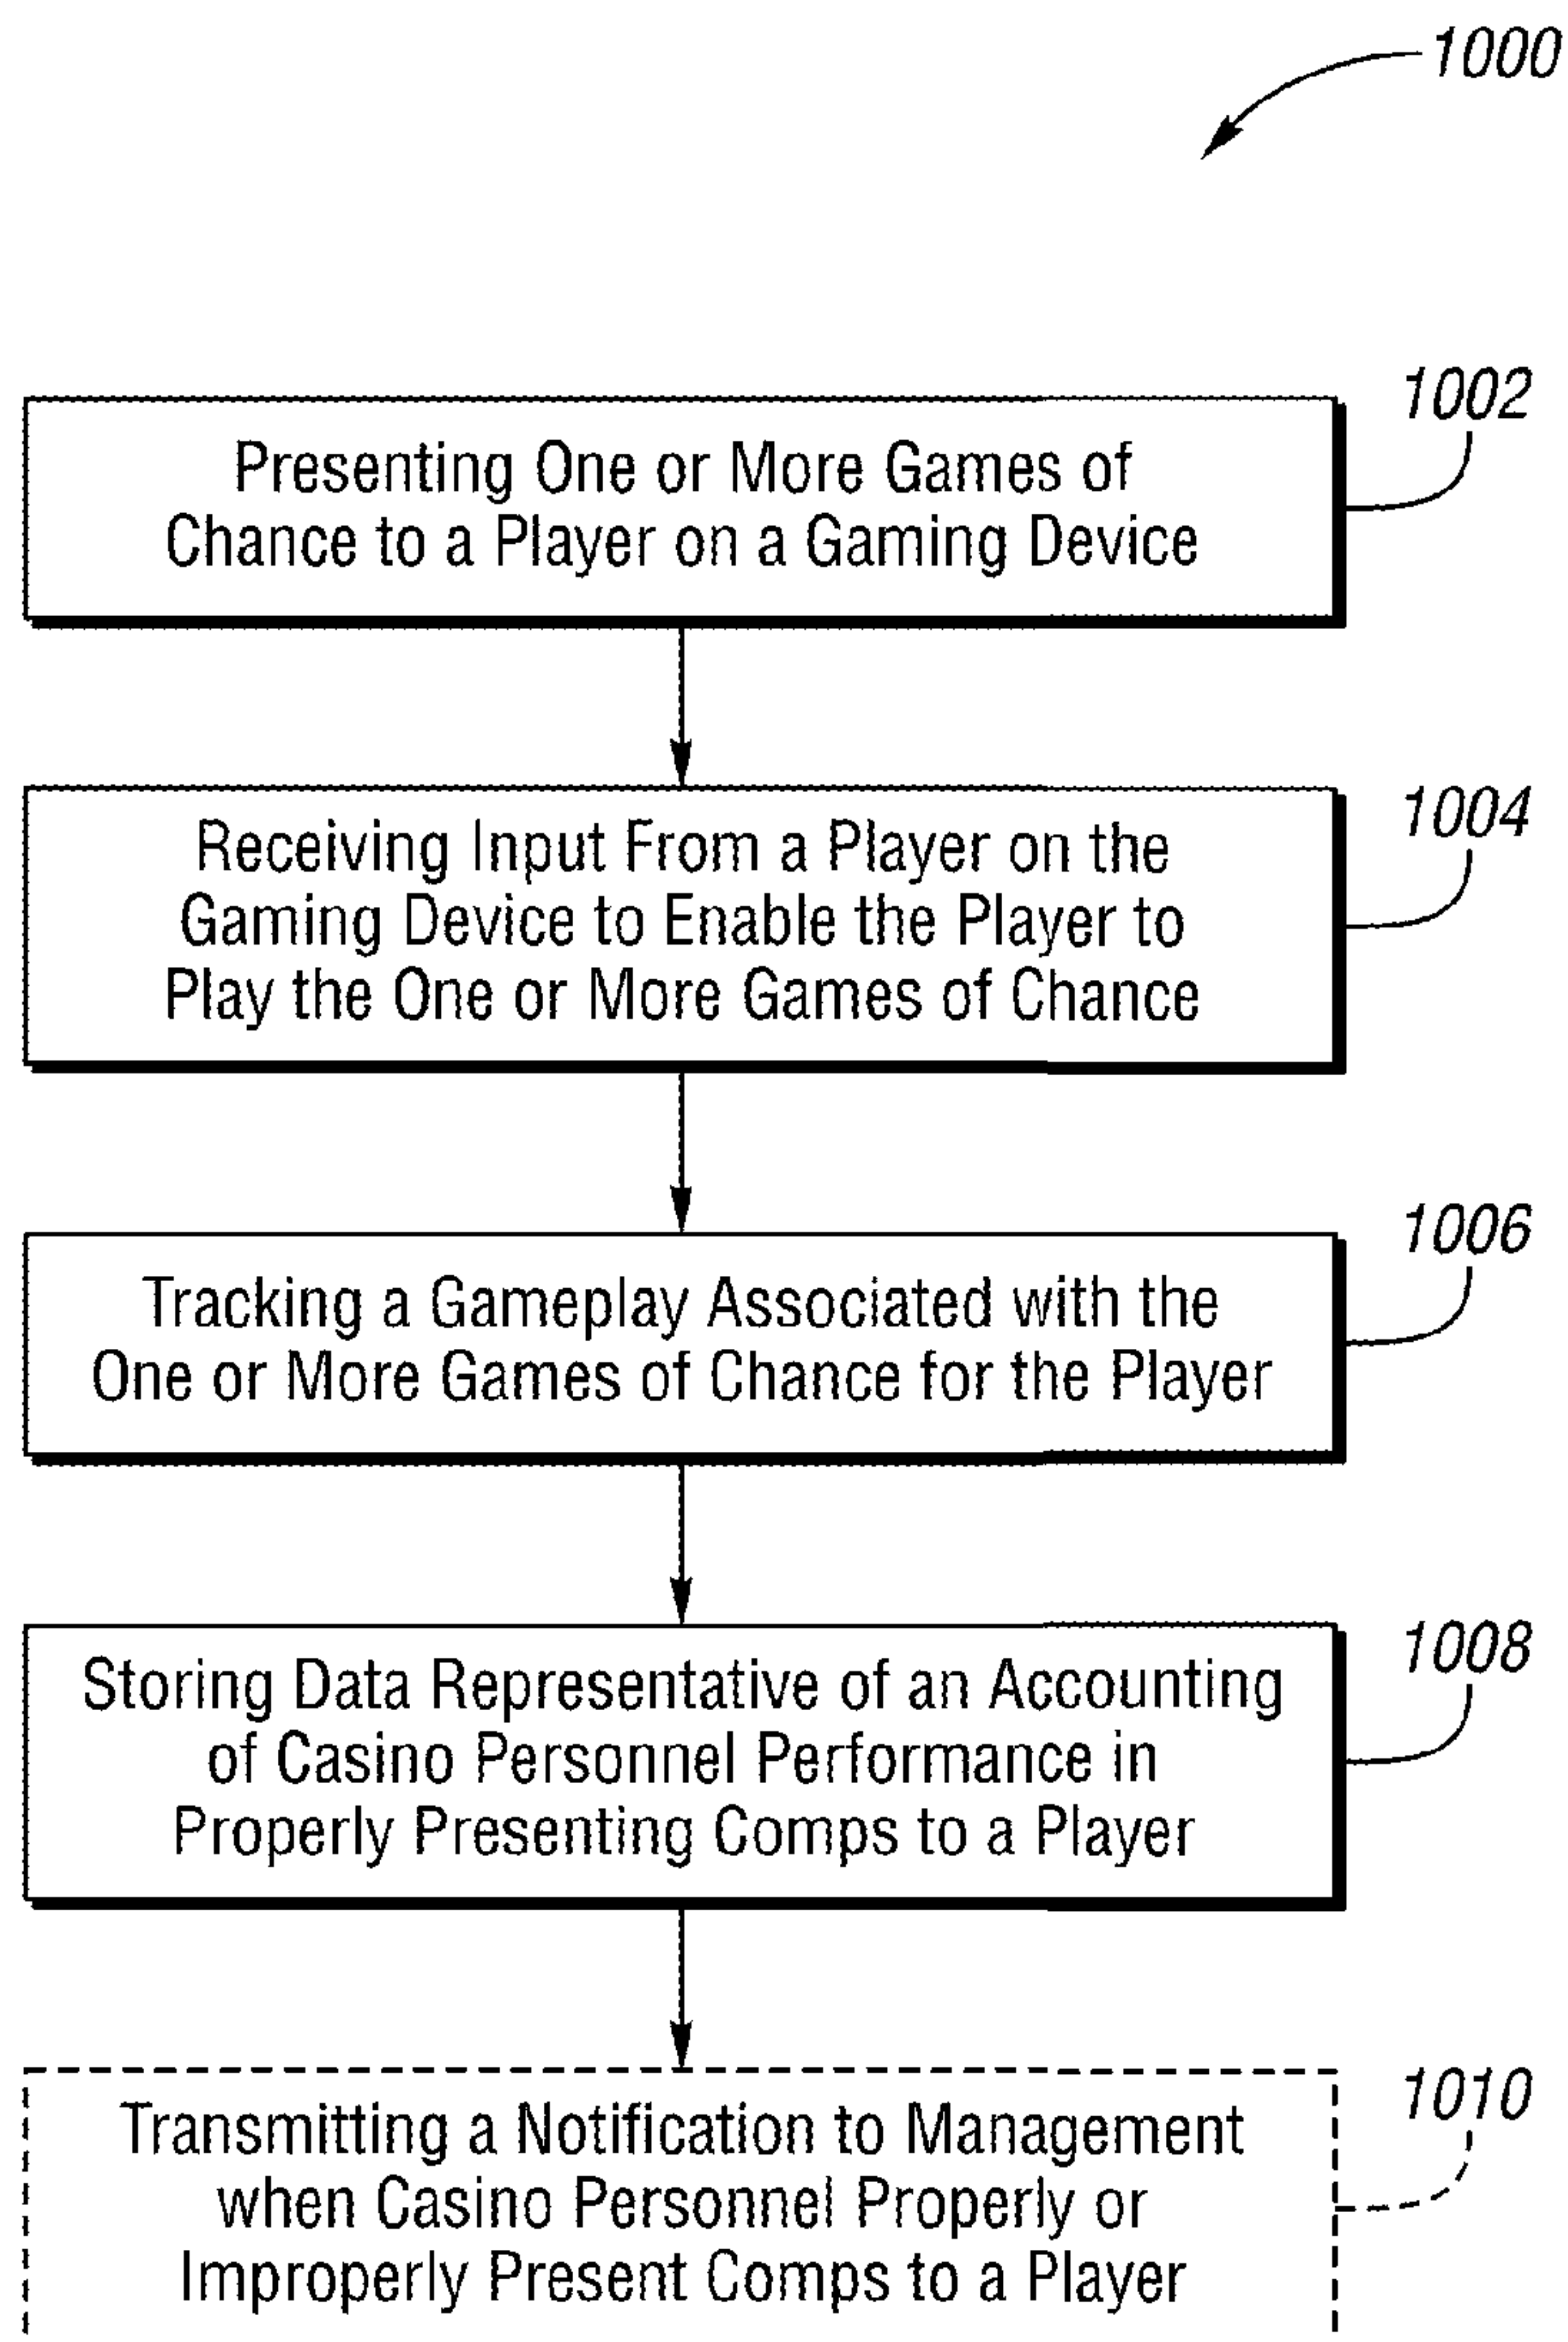 1000
1002
Presenting One or More Games of
Chance to a Player on a Gaming Device
1004
Receiving Input From a Player on the
Gaming Device to Enable the Player to
Play the One or More Games of Chance
1006
Tracking a Gameplay Associated with the
One or More Games of Chance for the Player
1008
Storing Data Representative of an Accounting
of Casino Personnel Performance in
Properly Presenting Comps to a Player
1010
Transmitting a Notification to Management
when Casino Personnel Properly or
Improperly Present Comps to a Player